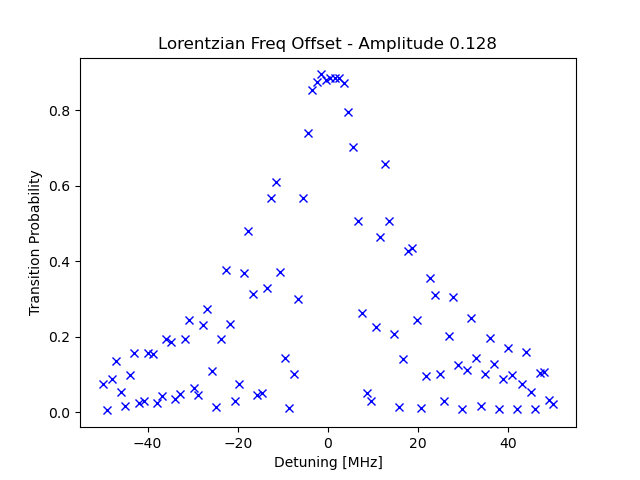 Lorentzian Freq Offset - Amplitude 0.128
Transition Probability
0.8
0.6
0.4
0.2
0.0
−40 −20 0 20 40
Detuning [MHz]